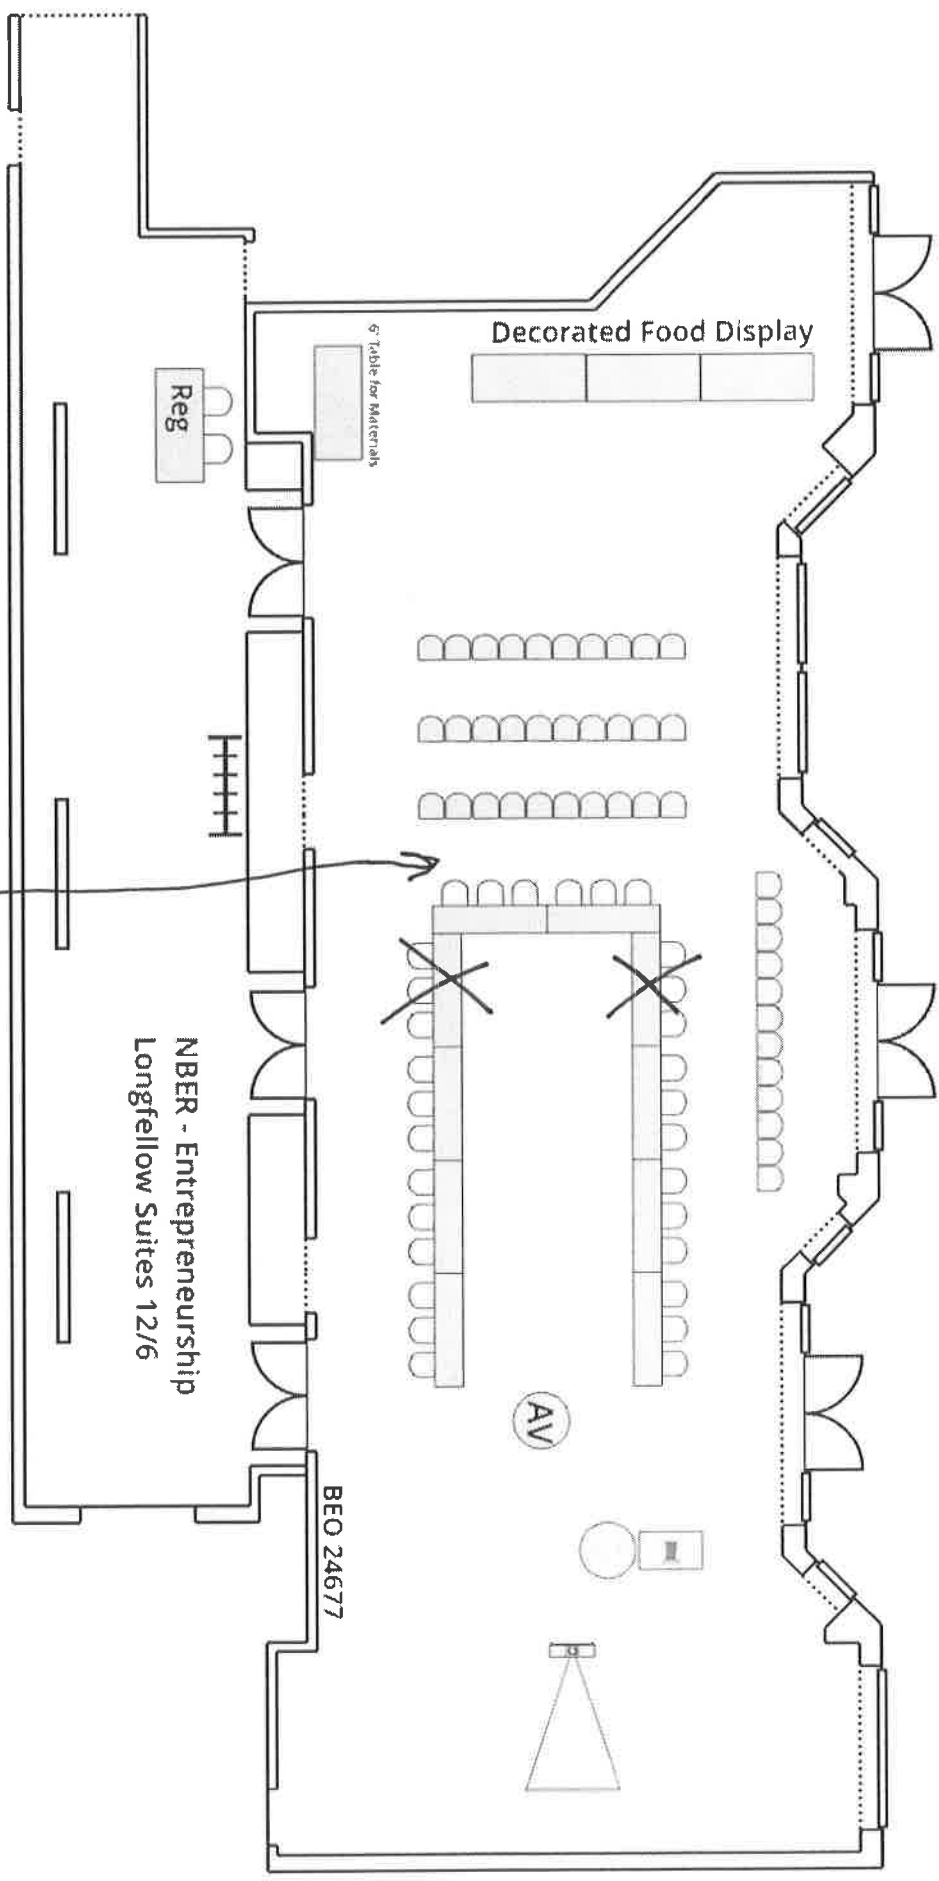 Decorated Food Display
6' Table for Materials
Reg
NBER - Entrepreneurship
Longfellow Suites 12/6
AV
BEO 24677